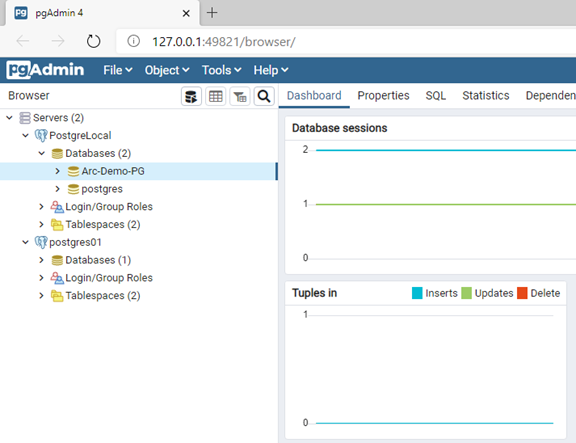 pgAdmin 4
127.0.0.1:49821/browser/
pgAdmin File Object Tools Help
Browser Dashboard Properties SQL Statistics Dependen
Servers (2)
PostgreLocal
Databases (2)
Arc-Demo-PG
postgres
Login/Group Roles
Tablespaces (2)
postgres01
Databases (1)
Login/Group Roles
Tablespaces (2)
Database sessions
2
1
0
Tuples in Inserts Updates Delete
1
0